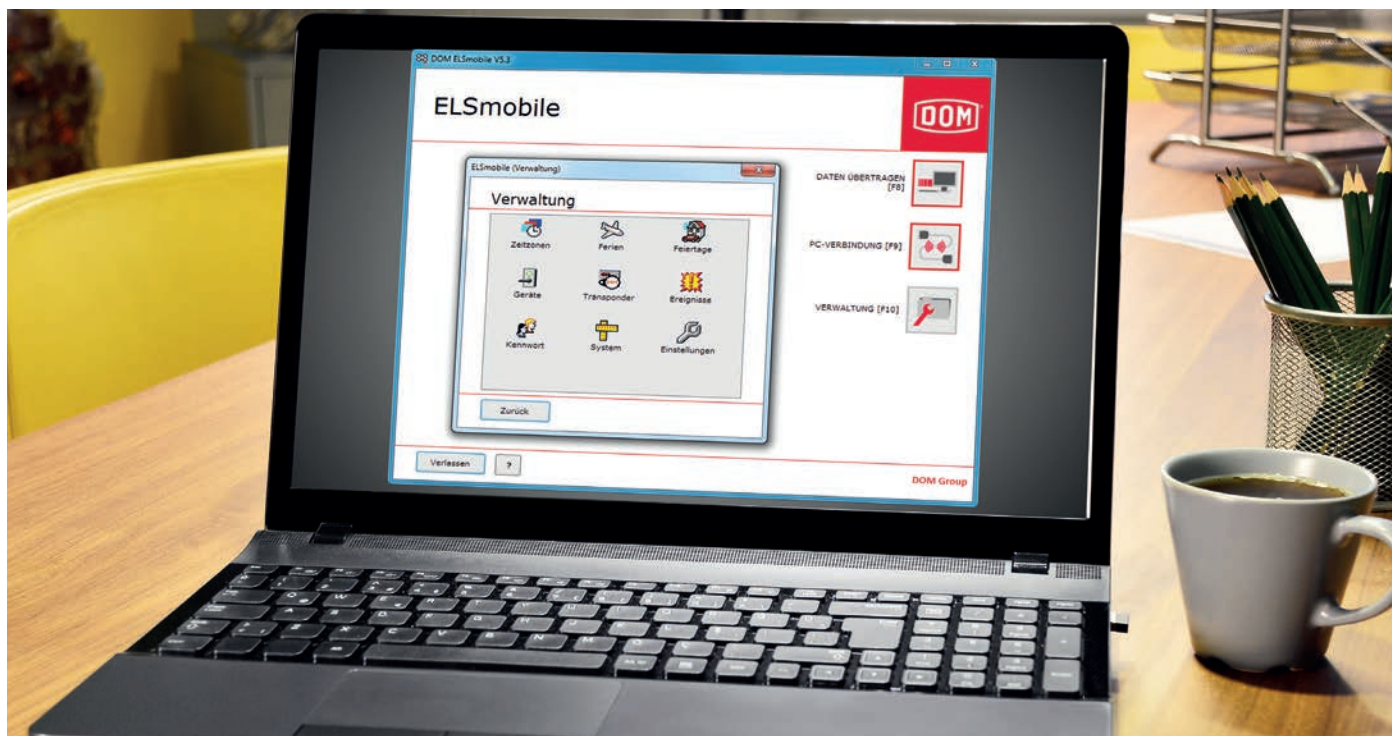 DOM ELSmobile V5.3
ELSmobile
DOM
ELSmobile (Verwaltung)
Verwaltung
Zeitzonen
Ferien
Feiertage
Geräte
Transponder
Ereignisse
Kennwort
System
Einstellungen
Zurück
DATEN ÜBERTRAGEN
[F8]
PC-VERBINDUNG [F9]
VERWALTUNG [F10]
Verlassen
?
DOM Group